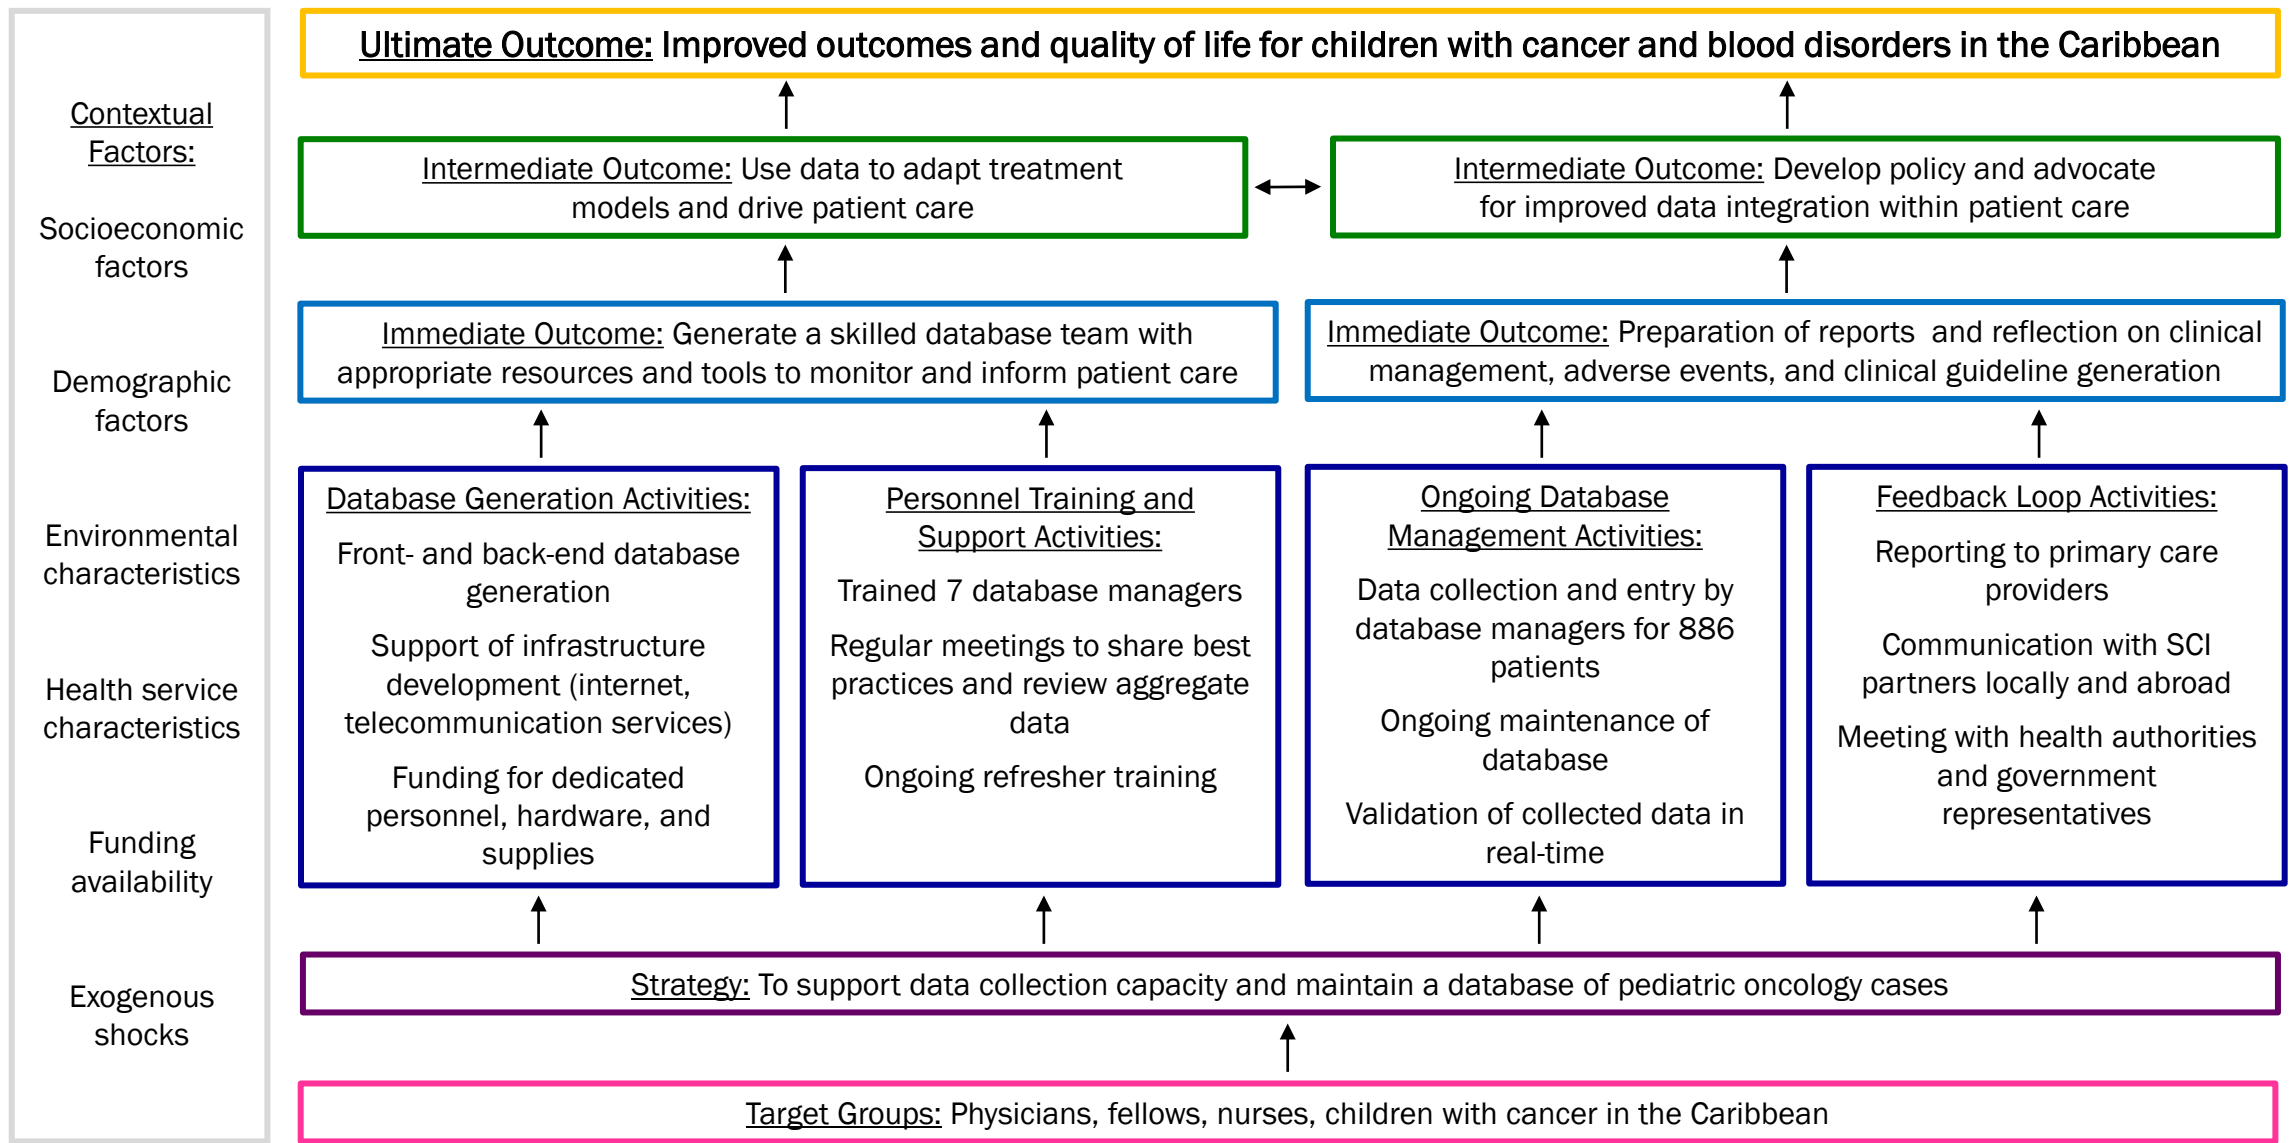 Contextual
Factors:
Socioeconomic
factors
Demographic
factors
Environmental
characteristics
Health service
characteristics
Funding
availability
Exogenous
shocks
Ultimate Outcome: Improved outcomes and quality of life for children with cancer and blood disorders in the Caribbean
Intermediate Outcome: Use data to adapt treatment
models and drive patient care
Intermediate Outcome: Develop policy and advocate
for improved data integration within patient care
Immediate Outcome: Generate a skilled database team with
appropriate resources and tools to monitor and inform patient care
Immediate Outcome: Preparation of reports  and reflection on clinical
management, adverse events, and clinical guideline generation
Database Generation Activities:
Front- and back-end database
generation
Support of infrastructure
development (internet,
telecommunication services)
Funding for dedicated
personnel, hardware, and
supplies
Personnel Training and
Support Activities:
Trained 7 database managers
Regular meetings to share best
practices and review aggregate
data
Ongoing refresher training
Ongoing Database
Management Activities:
Data collection and entry by
database managers for 886
patients
Ongoing maintenance of
database
Validation of collected data in
real-time
Feedback Loop Activities:
Reporting to primary care
providers
Communication with SCI
partners locally and abroad
Meeting with health authorities
and government
representatives
Strategy: To support data collection capacity and maintain a database of pediatric oncology cases
Target Groups: Physicians, fellows, nurses, children with cancer in the Caribbean